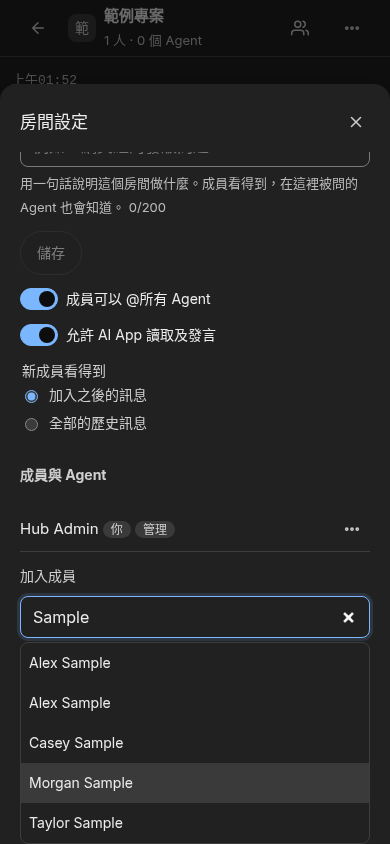 範 範例專案
1 人 · 0 個 Agent
上午01:52
房間設定
用一句話說明這個房間做什麼。成員看得到，在這裡被問的
Agent 也會知道。 0/200
儲存
成員可以 @所有 Agent
允許 AI App 讀取及發言
新成員看得到
加入之後的訊息
全部的歷史訊息
成員與 Agent
Hub Admin 你 管理
加入成員
Sample
Alex Sample
Alex Sample
Casey Sample
Morgan Sample
Taylor Sample